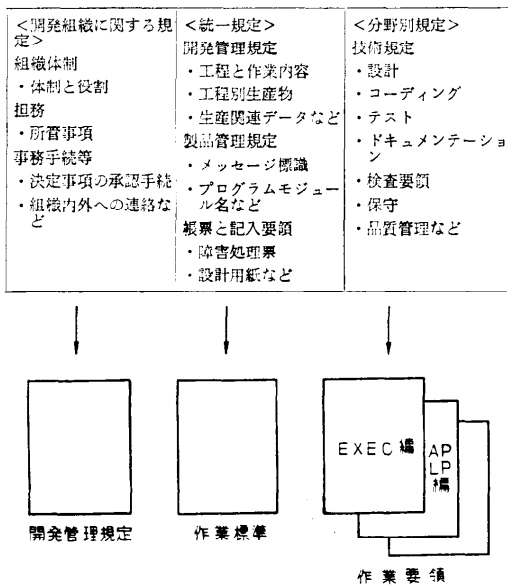 <開発組織に関する規
定>
組織体制
・体制と役割
担務
・所管事項
事務手続等
・決定事項の承認手続
・組織内外への連絡な
ど
<統一規定>
開発管理規定
・工程と作業内容
・工程別生産物
・生産関連データなど
製品管理規定
・メッセージ標識
・プログラムモジュー
ル名など
帳票と記入要領
・障害処理票
・設計用紙など
<分野別規定>
技術規定
・設計
・コーディング
・テスト
・ドキュメンテーショ
ン
・検査要領
・保守
・品質管理など
開発管理規定
作業標準
EXEC編
AP
LP
編
作業要領